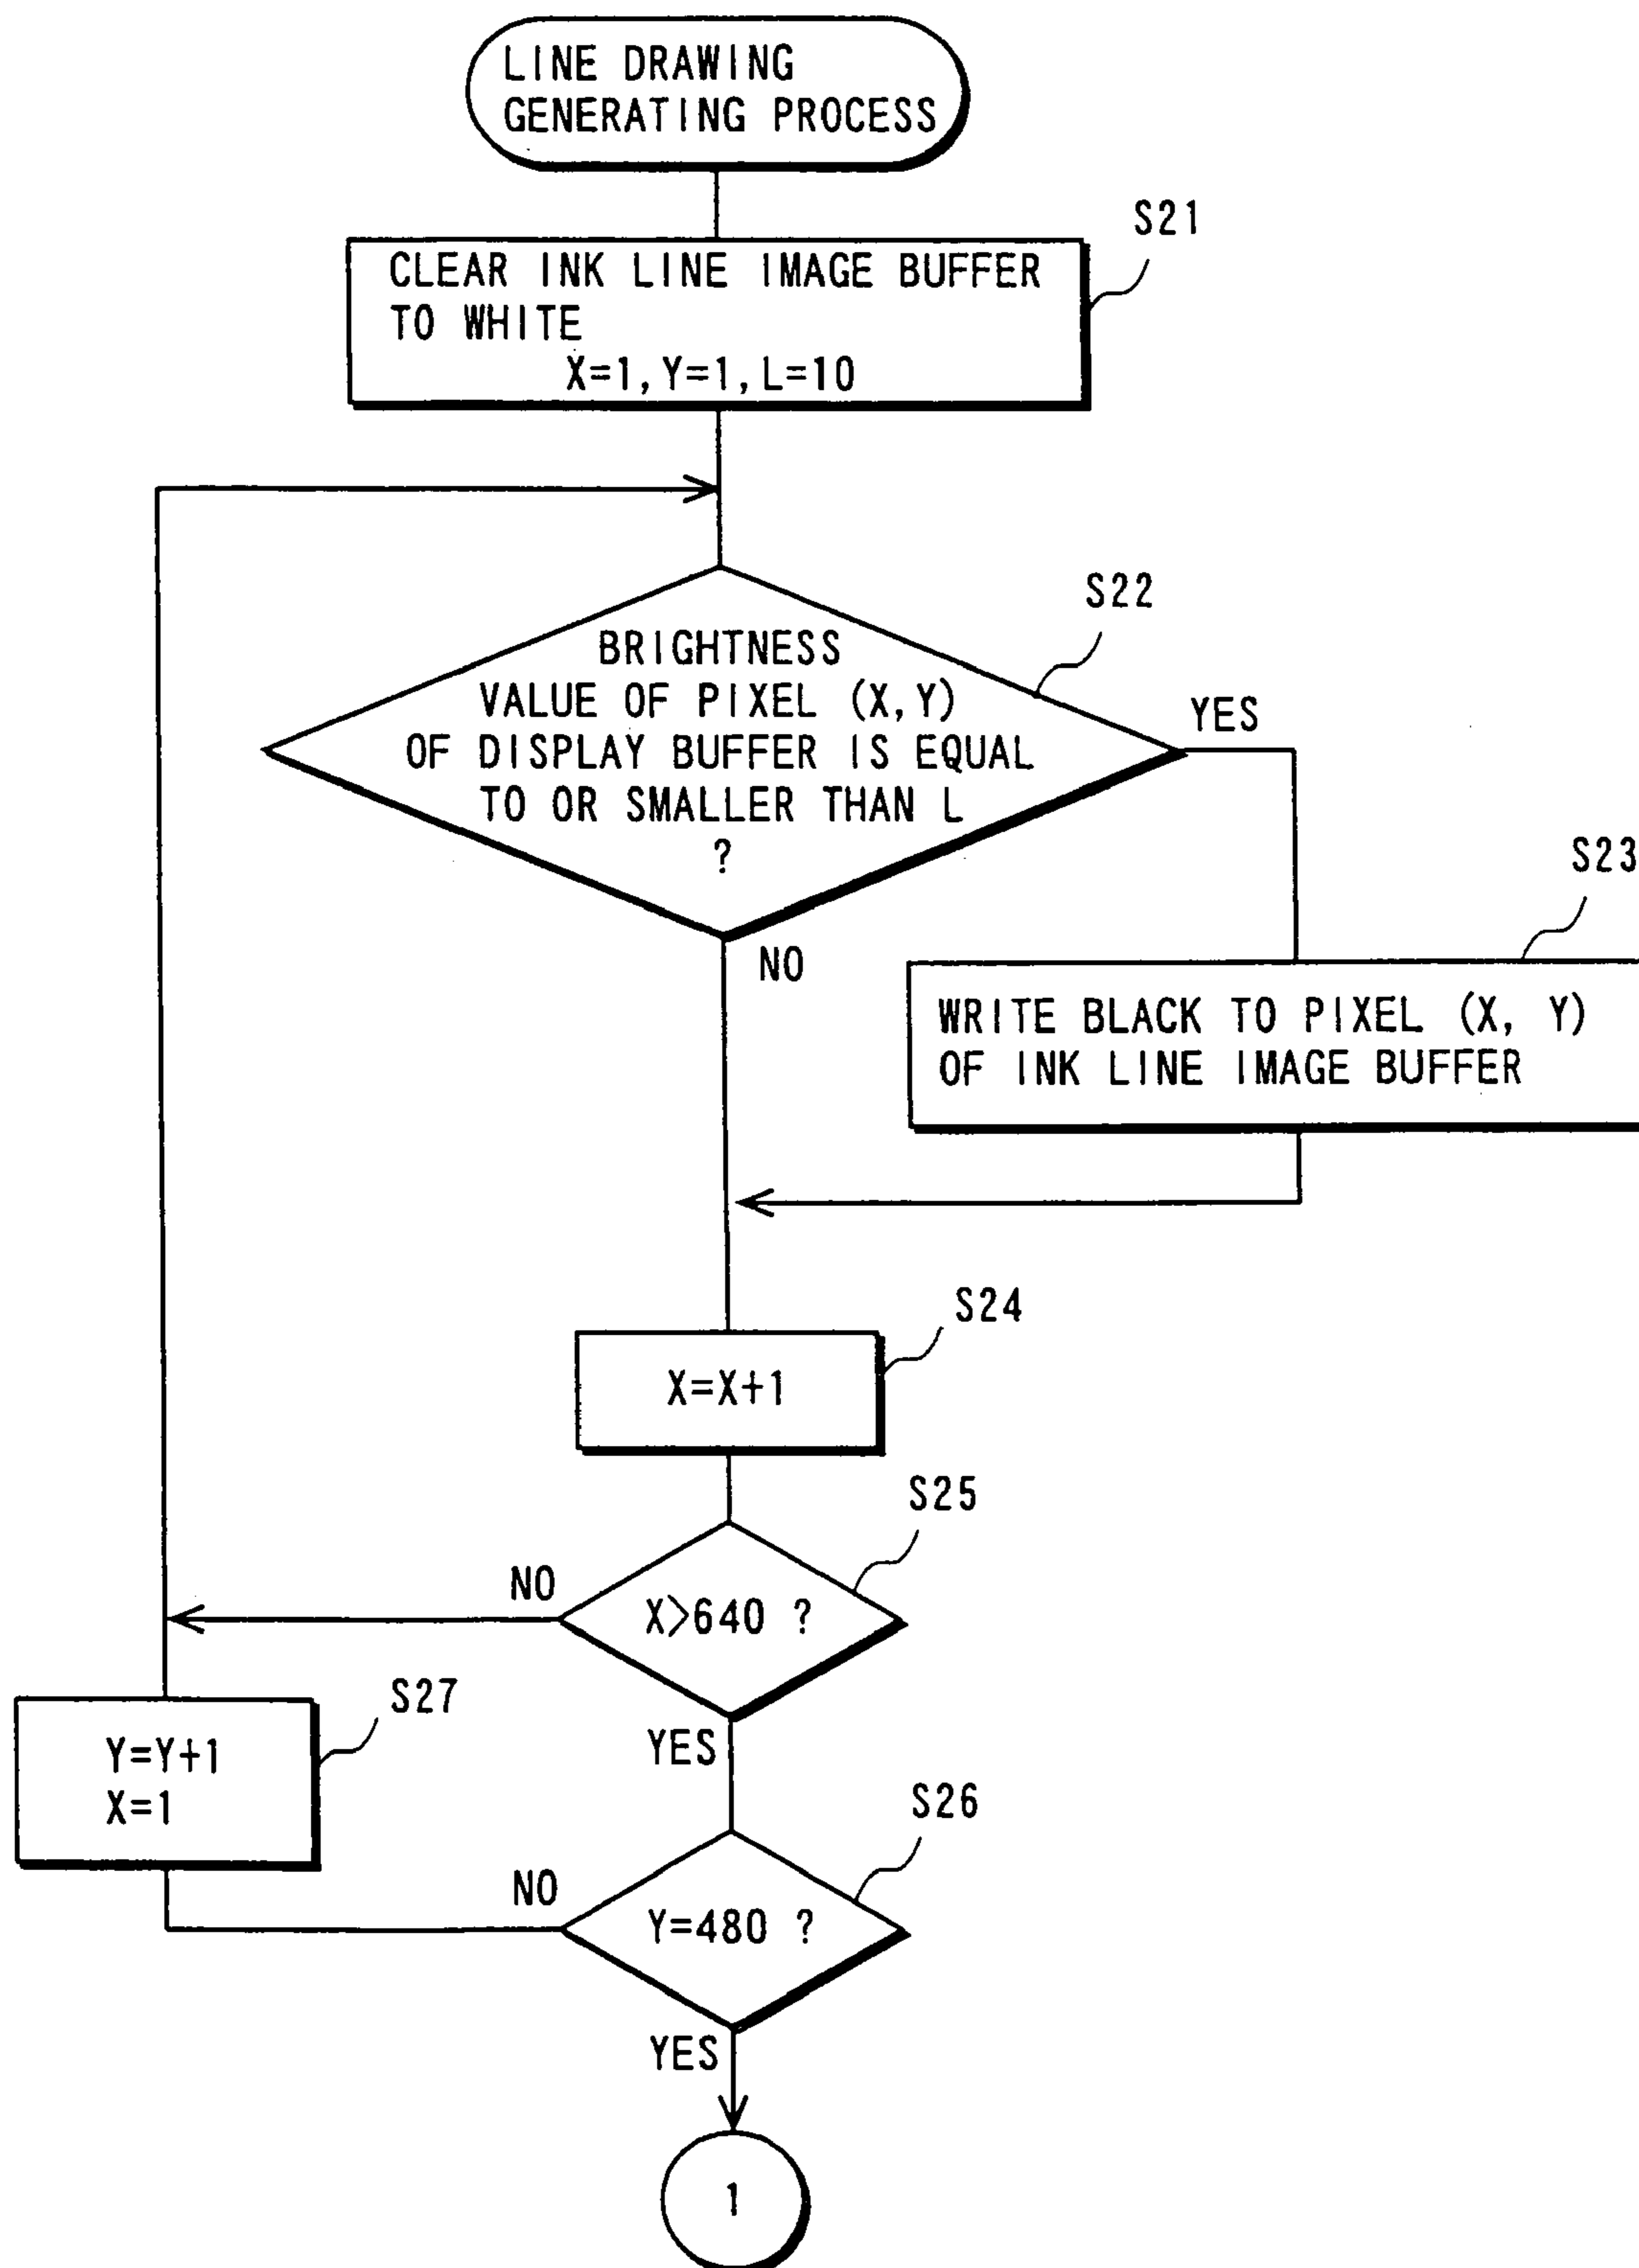 LINE DRAWING
GENERATING PROCESS
S21
CLEAR INK LINE IMAGE BUFFER
TO WHITE
X=1, Y=1, L=10
S22
BRIGHTNESS
VALUE OF PIXEL (X, Y)
OF DISPLAY BUFFER IS EQUAL
TO OR SMALLER THAN L
?
YES
NO
S23
WRITE BLACK TO PIXEL (X, Y)
OF INK LINE IMAGE BUFFER
S24
X=X+1
S25
NO
X>640 ?
YES
S27
Y=Y+1
X=1
S26
NO
Y=480 ?
YES
1